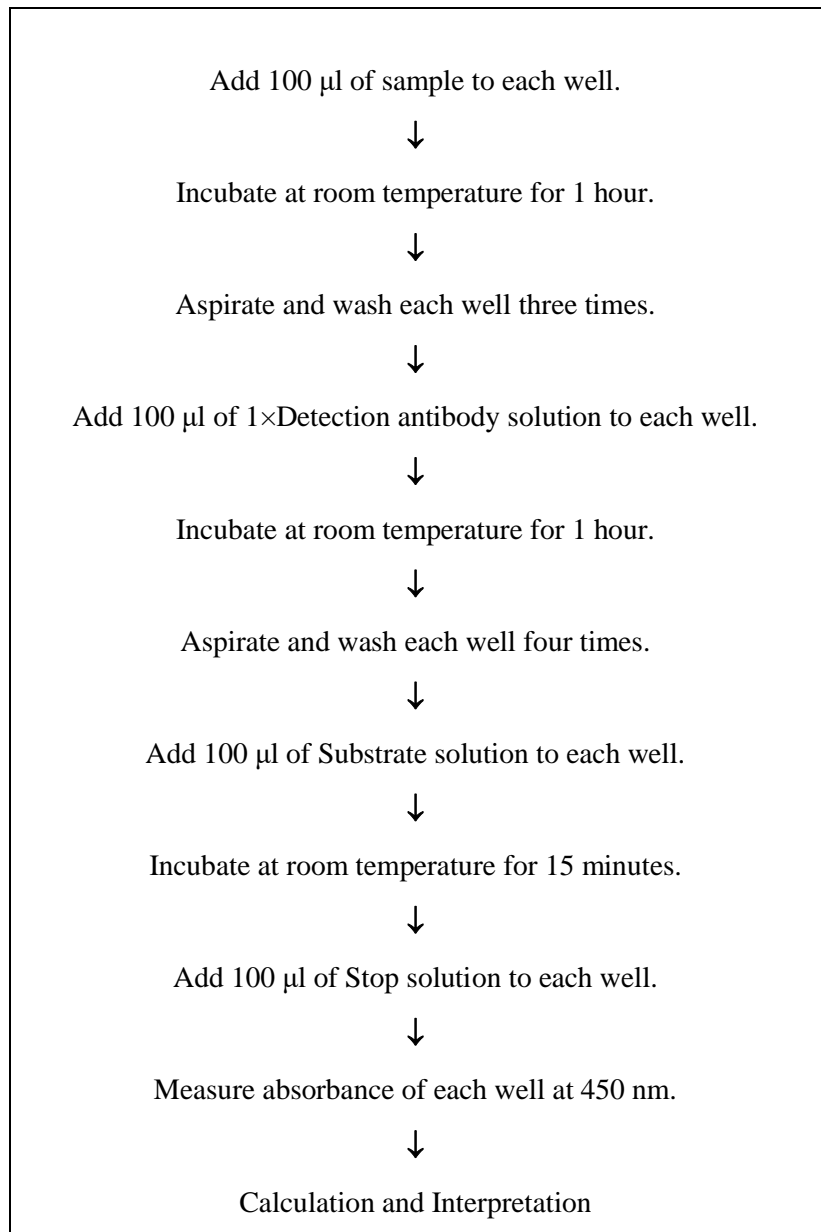 Add 100 μl of sample to each well.
↓
Incubate at room temperature for 1 hour.
↓
Aspirate and wash each well three times.
↓
Add 100 μl of 1×Detection antibody solution to each well.
↓
Incubate at room temperature for 1 hour.
↓
Aspirate and wash each well four times.
↓
Add 100 μl of Substrate solution to each well.
↓
Incubate at room temperature for 15 minutes.
↓
Add 100 μl of Stop solution to each well.
↓
Measure absorbance of each well at 450 nm.
↓
Calculation and Interpretation